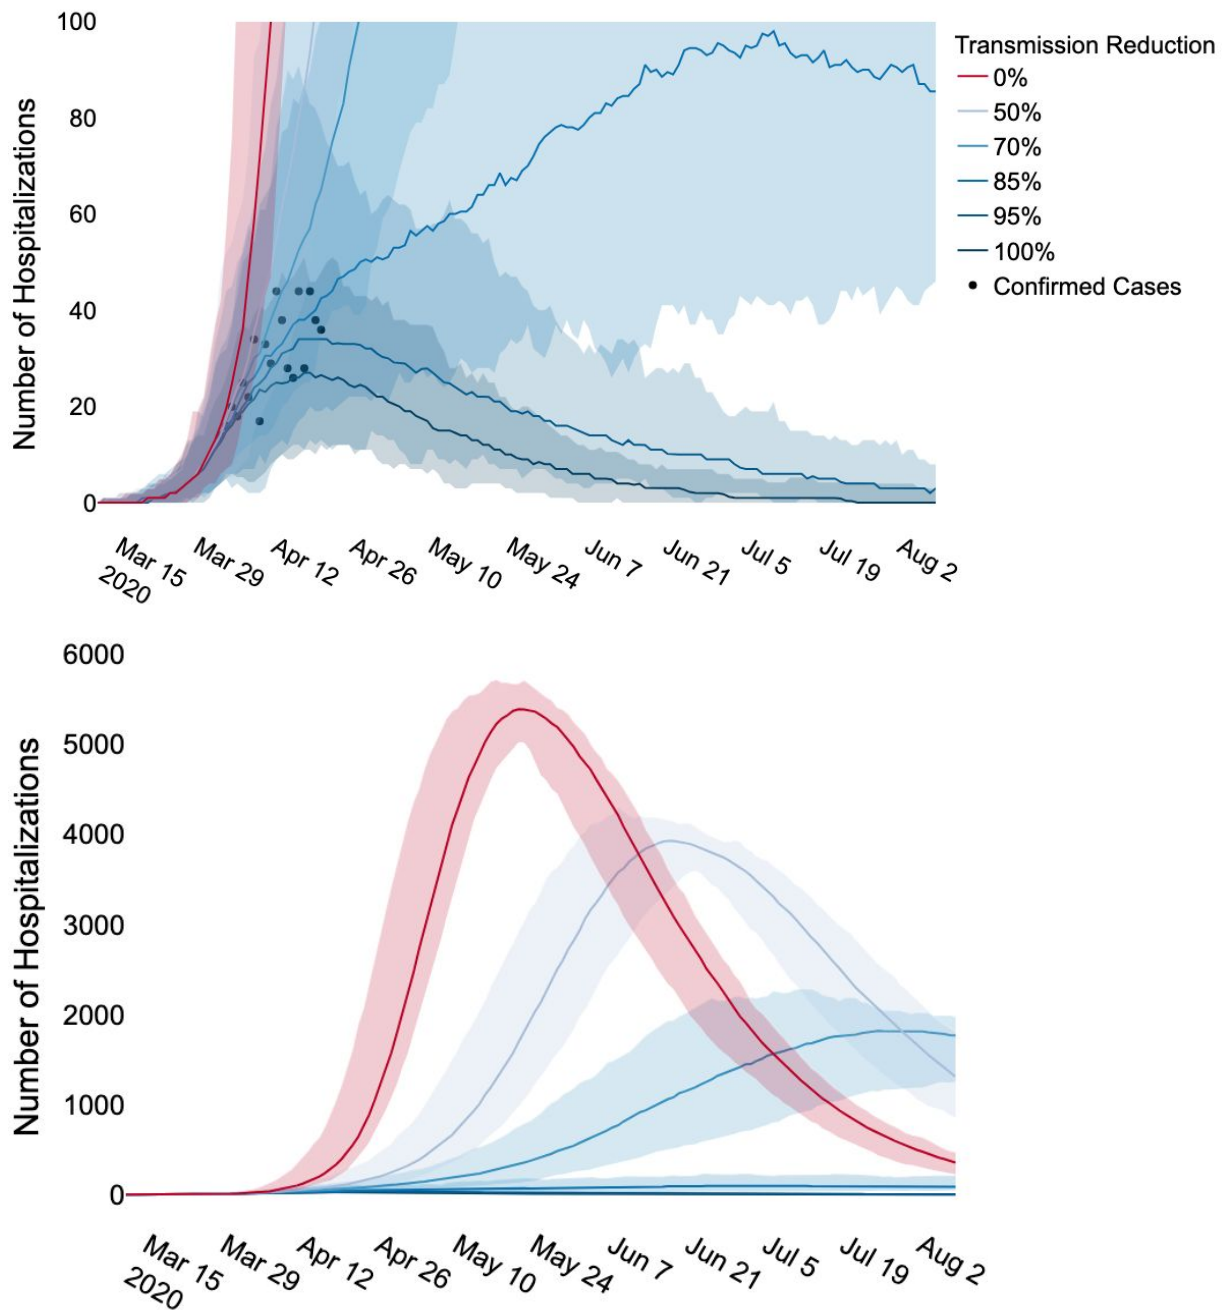 Number of Hospitalizations
100
80
60
40
20
0
Mar 15
2020
Mar 29
Apr 12
Apr 26
May 10
May 24
Jun 7
Jun 21
Jul 5
Jul 19
Aug 2
Transmission Reduction
0%
50%
70%
85%
95%
100%
Confirmed Cases
Number of Hospitalizations
6000
5000
4000
3000
2000
1000
0
Mar 15
2020
Mar 29
Apr 12
Apr 26
May 10
May 24
Jun 7
Jun 21
Jul 5
Jul 19
Aug 2